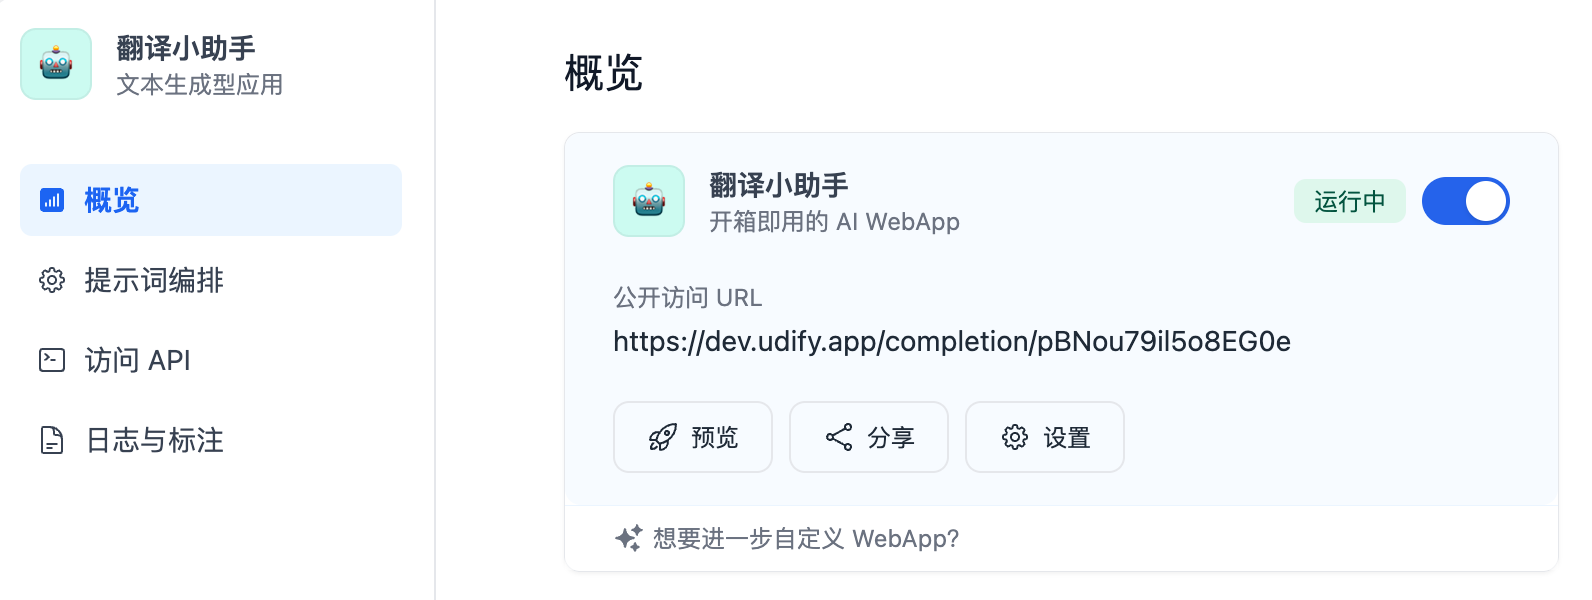 翻译小助手
文本生成型应用
概览
提示词编排
访问 API
日志与标注
概览
翻译小助手
开箱即用的 AI WebApp
运行中
公开访问 URL
https://dev.udify.app/completion/pBNou79il5o8EG0e
预览
分享
设置
想要进一步自定义 WebApp?